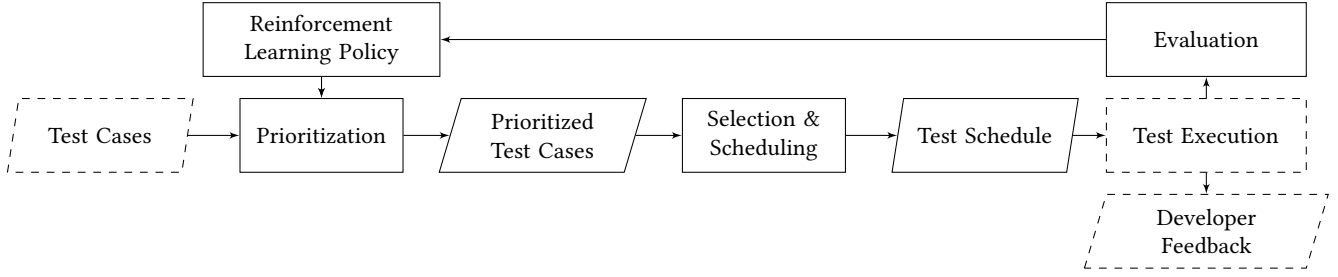 Reinforcement
Learning Policy
Evaluation
Test Cases
Prioritization
Prioritized
Test Cases
Selection &
Scheduling
Test Schedule
Test Execution
Developer
Feedback